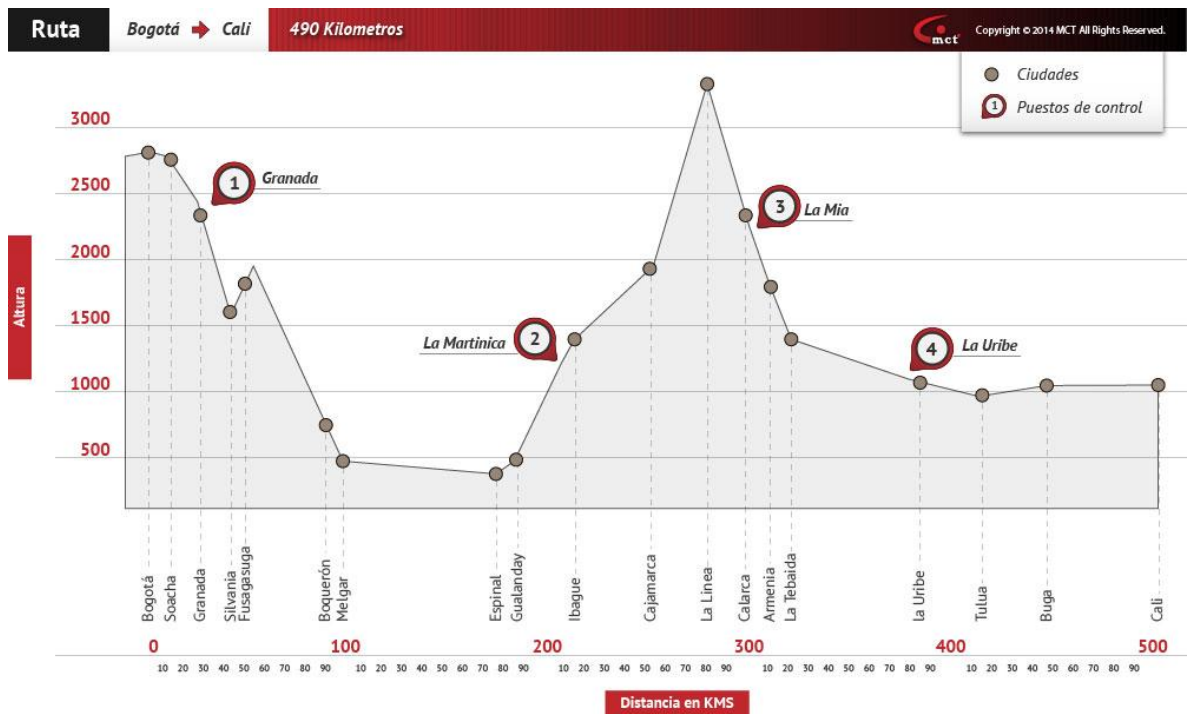 Ruta Bogotá Cali 490 Kilometros mct Copyright © 2014 MCT All Rights Reserved.
Ciudades
1 Puestos de control
3000
2500
2000
1500
1000
500
Altura
1 Granada
La Martinica 2
3 La Mia
4 La Uribe
Bogotá
Soacha
Granada
Silvania
Fusagasuga
Boquerón
Melgar
Espinal
Gualanday
Ibague
Cajamarca
La Linea
Calarca
Armenia
La Tebaida
La Uribe
Tulua
Buga
Cali
0 100 200 300 400 500
10 20 30 40 50 60 70 80 90 10 20 30 40 50 60 70 80 90 10 20 30 40 50 60 70 80 90 10 20 30 40 50 60 70 80 90 10 20 30 40 50 60 70 80 90
Distancia en KMS